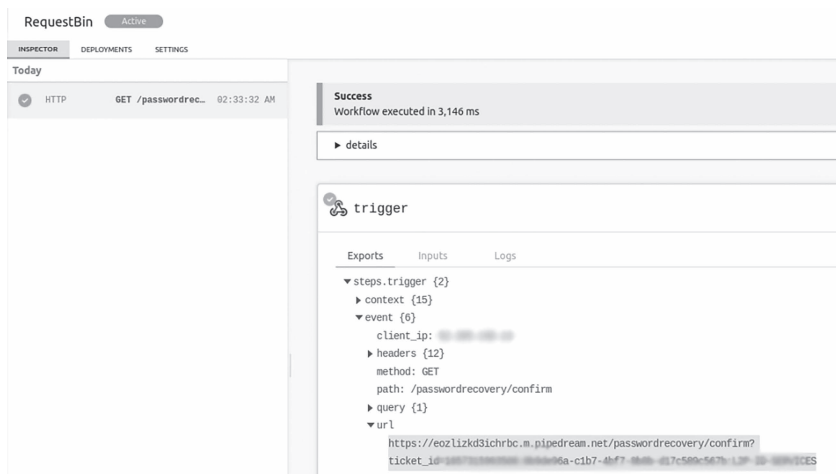 RequestBin Active
INSPECTOR DEPLOYMENTS SETTINGS
Today
HTTP GET /passwordrec… 02:33:32 AM
Success
Workflow executed in 3,146 ms
▶ details
trigger
Exports Inputs Logs
▼steps.trigger {2}
▶ context {15}
▼event {6}
client_ip:
▶ headers {12}
method: GET
path: /passwordrecovery/confirm
▶ query {1}
▼url
https://eozlizkd3ichrbc.m.pipedream.net/passwordrecovery/confirm?
ticket_id